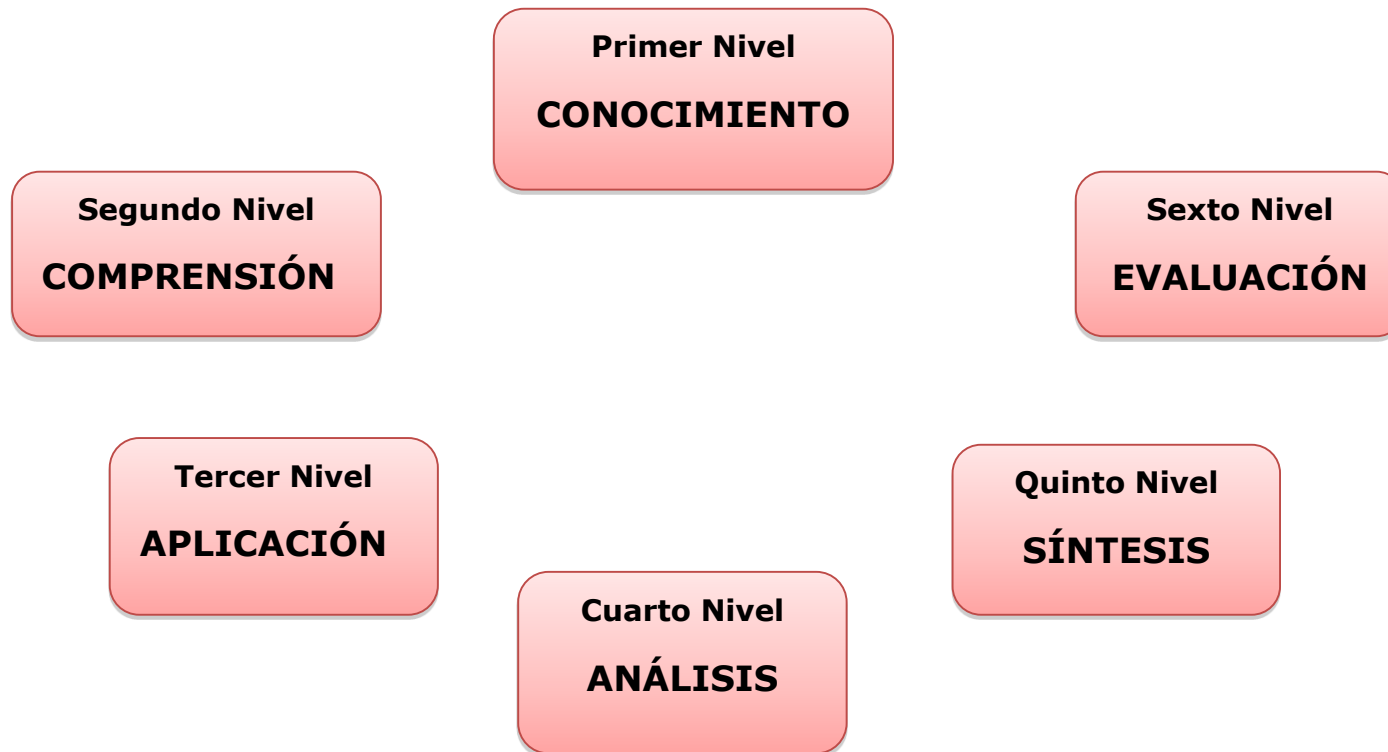 Primer Nivel
CONOCIMIENTO
Segundo Nivel
COMPRENSIÓN
Sexto Nivel
EVALUACIÓN
Tercer Nivel
APLICACIÓN
Quinto Nivel
SÍNTESIS
Cuarto Nivel
ANÁLISIS